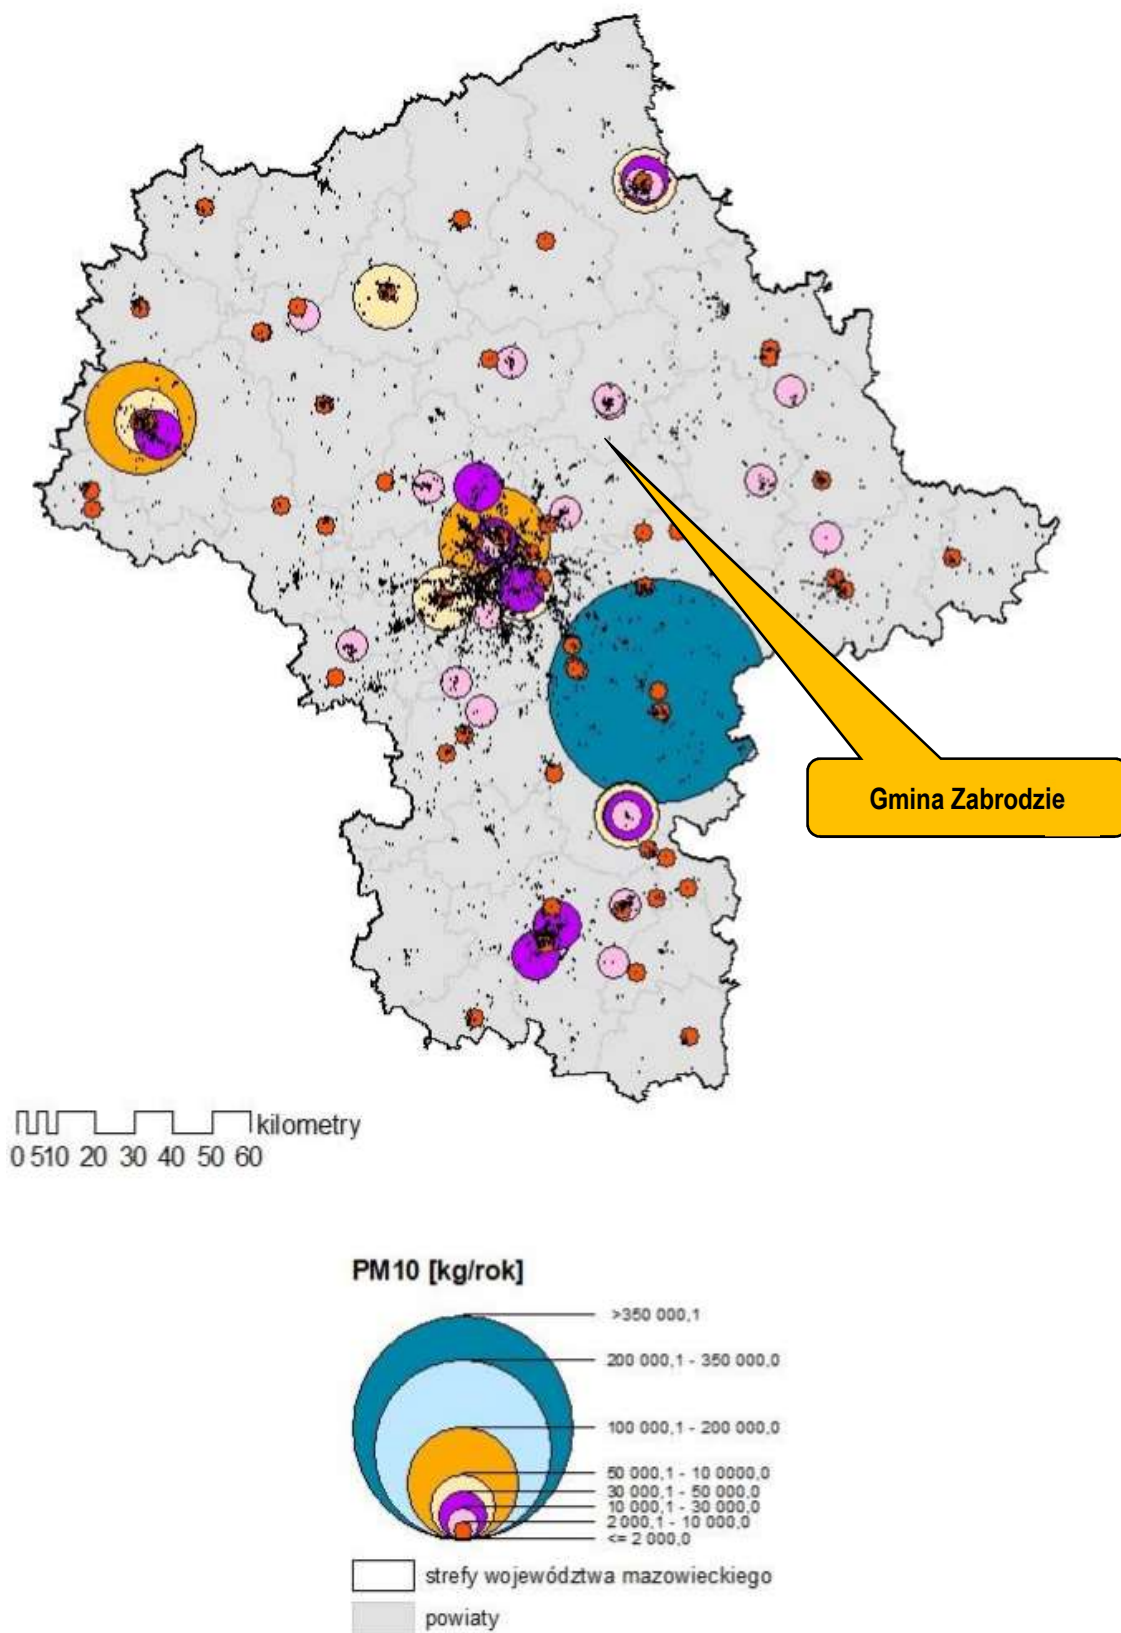 Gmina Zabrodzie
kilometry
0 510 20 30 40 50 60
PM10 [kg/rok]
>350 000,1
200 000,1 - 350 000,0
100 000,1 - 200 000,0
50 000,1 - 10 0000,0
30 000,1 - 50 000,0
10 000,1 - 30 000,0
2 000,1 - 10 000,0
<= 2 000,0
strefy województwa mazowieckiego
powiaty